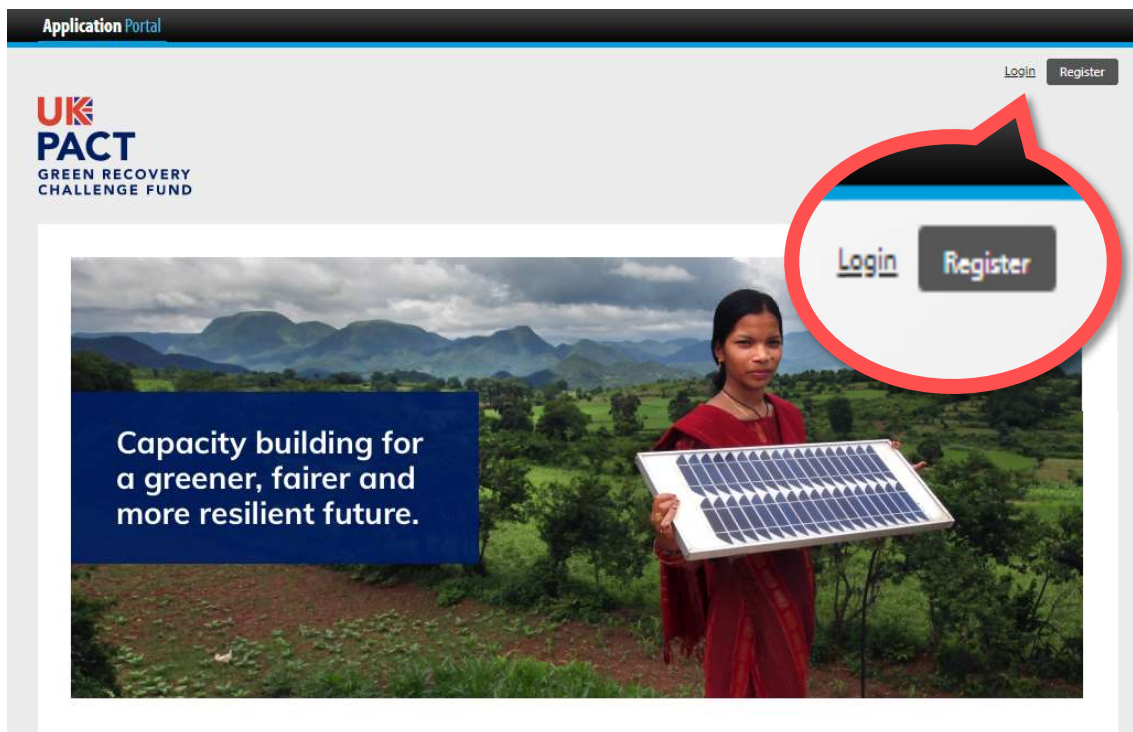 Application Portal
Login Register
UK
PACT
GREEN RECOVERY
CHALLENGE FUND
Login Register
Capacity building for
a greener, fairer and
more resilient future.